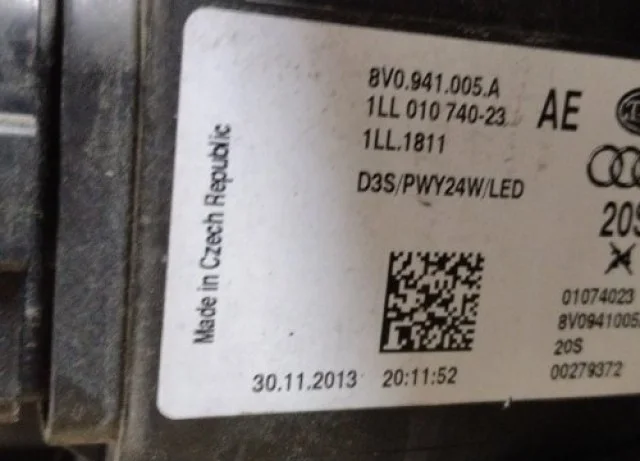 8V0.941.005.A
1LL 010 740-23 AE
1LL.1811
D3S/PWY24W/LED
Made in Czech Republic
20S
01074023
8V0941005
20S
00279372
30.11.2013 20:11:52